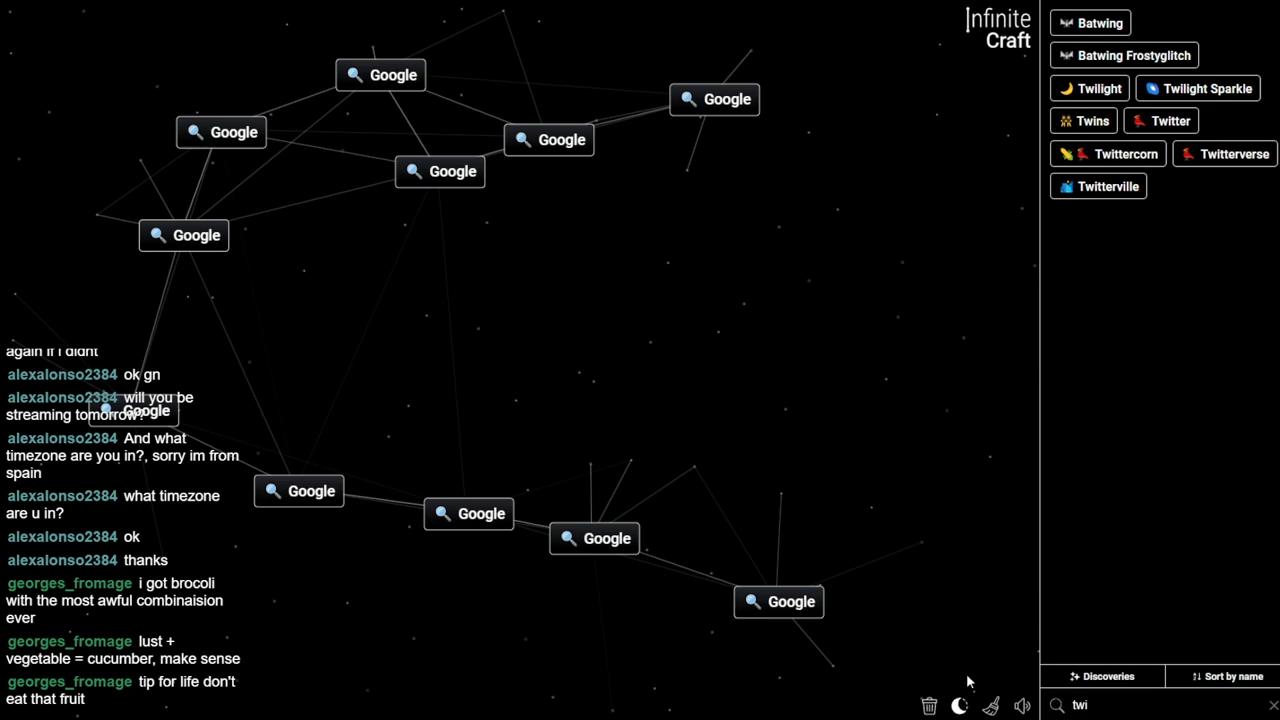 Infinite
Craft
Google
Google
Google
Google
Google
Google
Google
Google
Google
Google
Google
again if i didnt
alexalonso2384 ok gn
alexalonso2384 will you be
streaming tomorrow?
alexalonso2384 And what
timezone are you in?, sorry im from
spain
alexalonso2384 what timezone
are u in?
alexalonso2384 ok
alexalonso2384 thanks
georges_fromage i got brocoli
with the most awful combinaision
ever
georges_fromage lust +
vegetable = cucumber, make sense
georges_fromage tip for life don't
eat that fruit
Batwing
Batwing Frostyglitch
Twilight Twilight Sparkle
Twins Twitter
Twittercorn Twitterverse
Twitterville
Discoveries Sort by name
twi